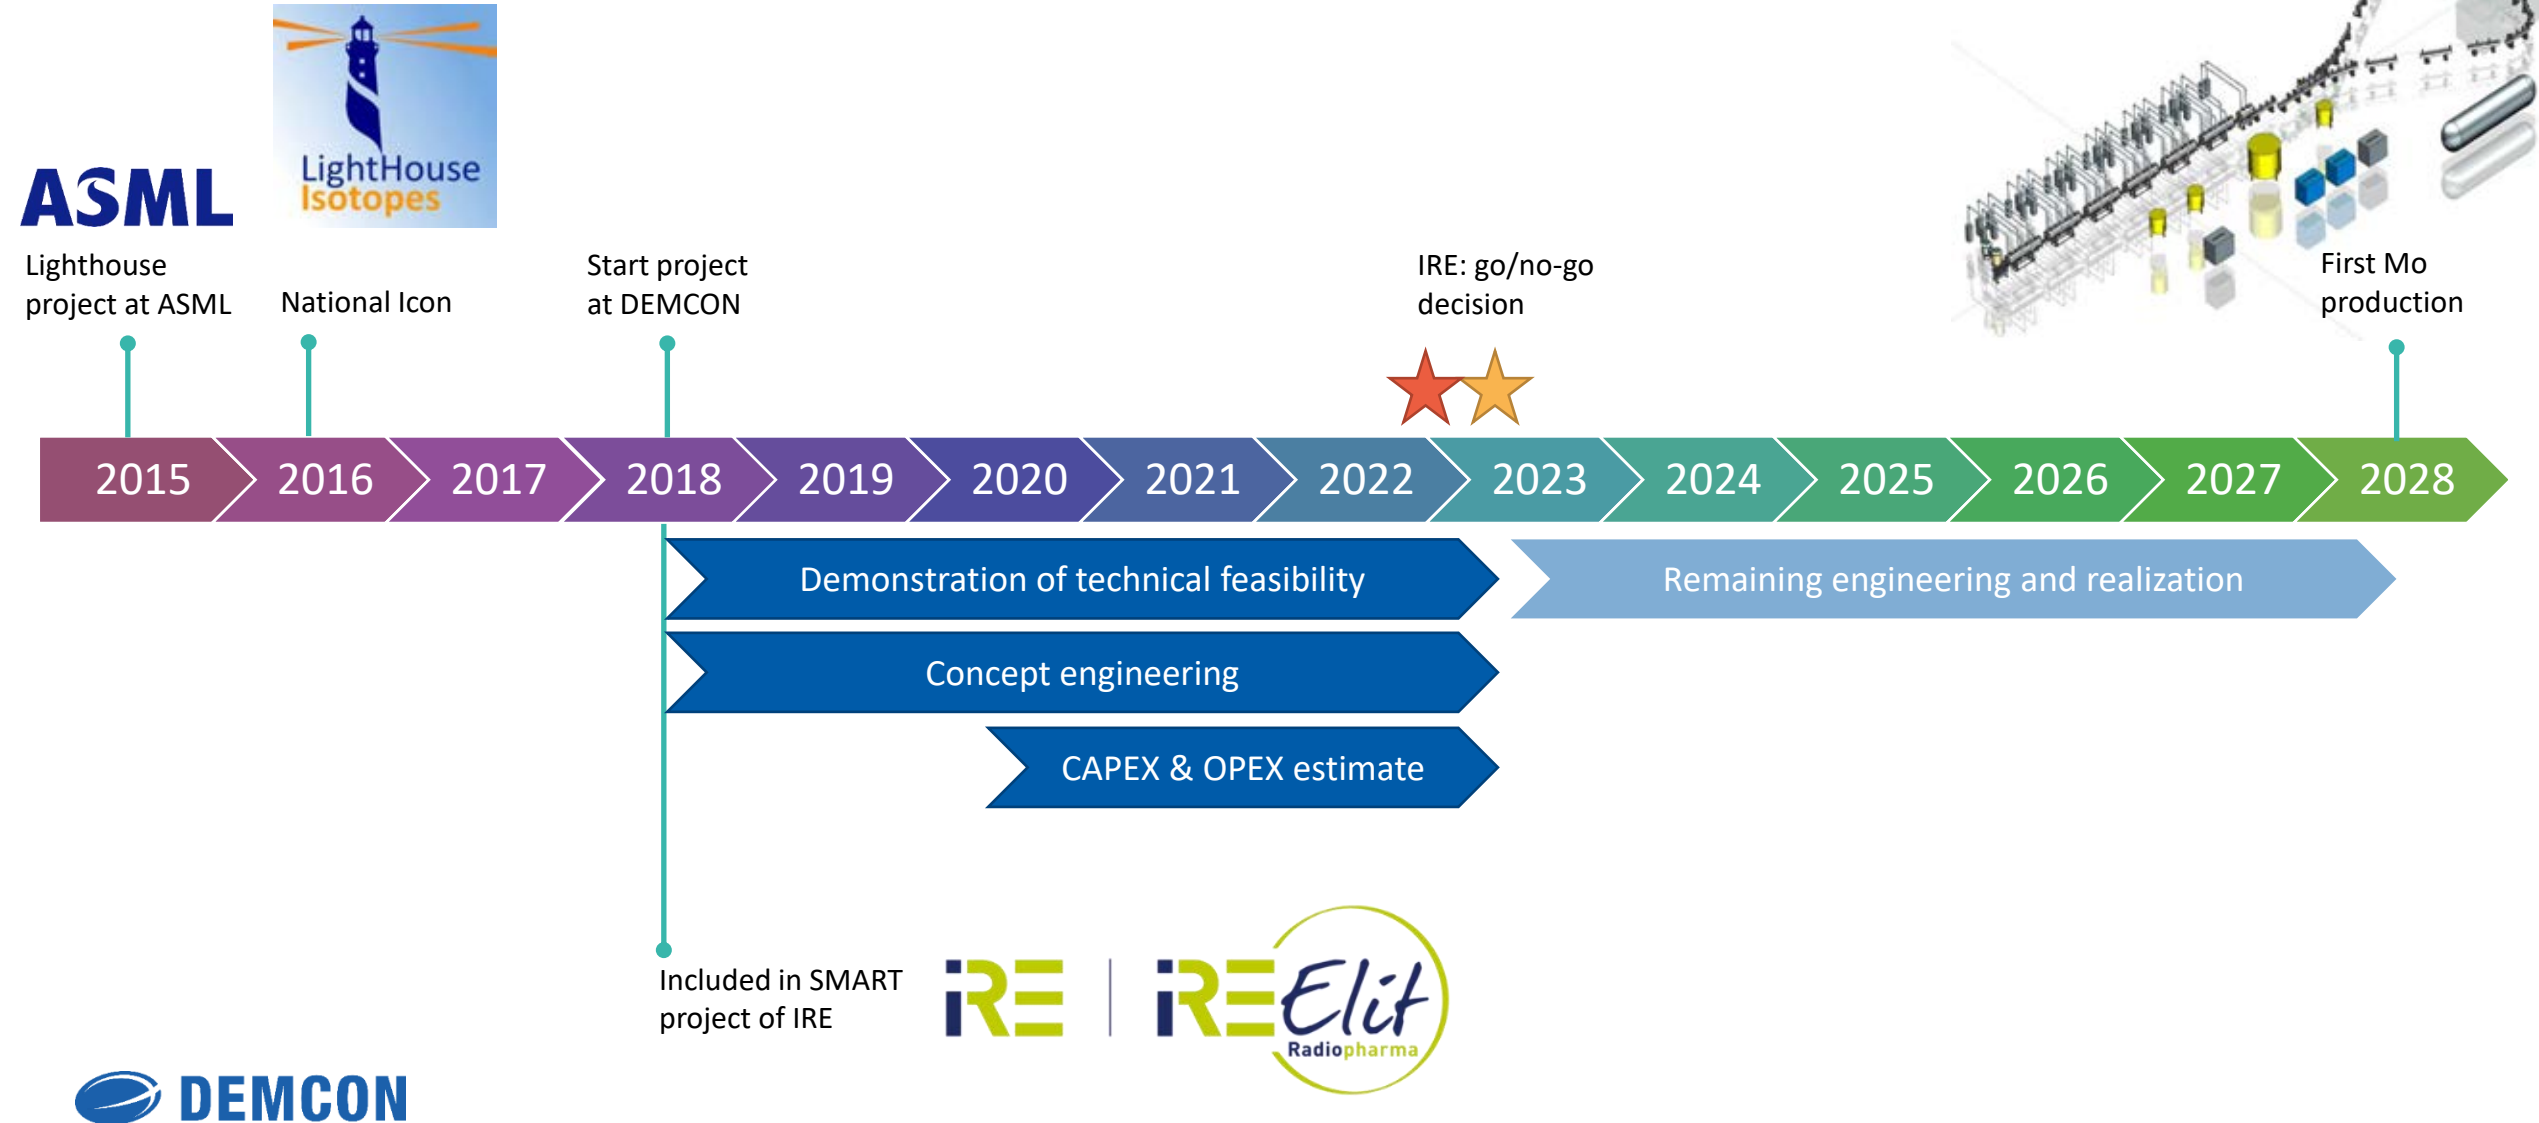 ASML
LightHouse
Isotopes
Lighthouse
project at ASML
National Icon
Start project
at DEMCON
IRE: go/no-go
decision
First Mo
production
2015
2016
2017
2018
2019
2020
2021
2022
2023
2024
2025
2026
2027
2028
Demonstration of technical feasibility
Remaining engineering and realization
Concept engineering
CAPEX & OPEX estimate
Included in SMART
project of IRE
iRE
iRE Elit
Radiopharma
DEMCON